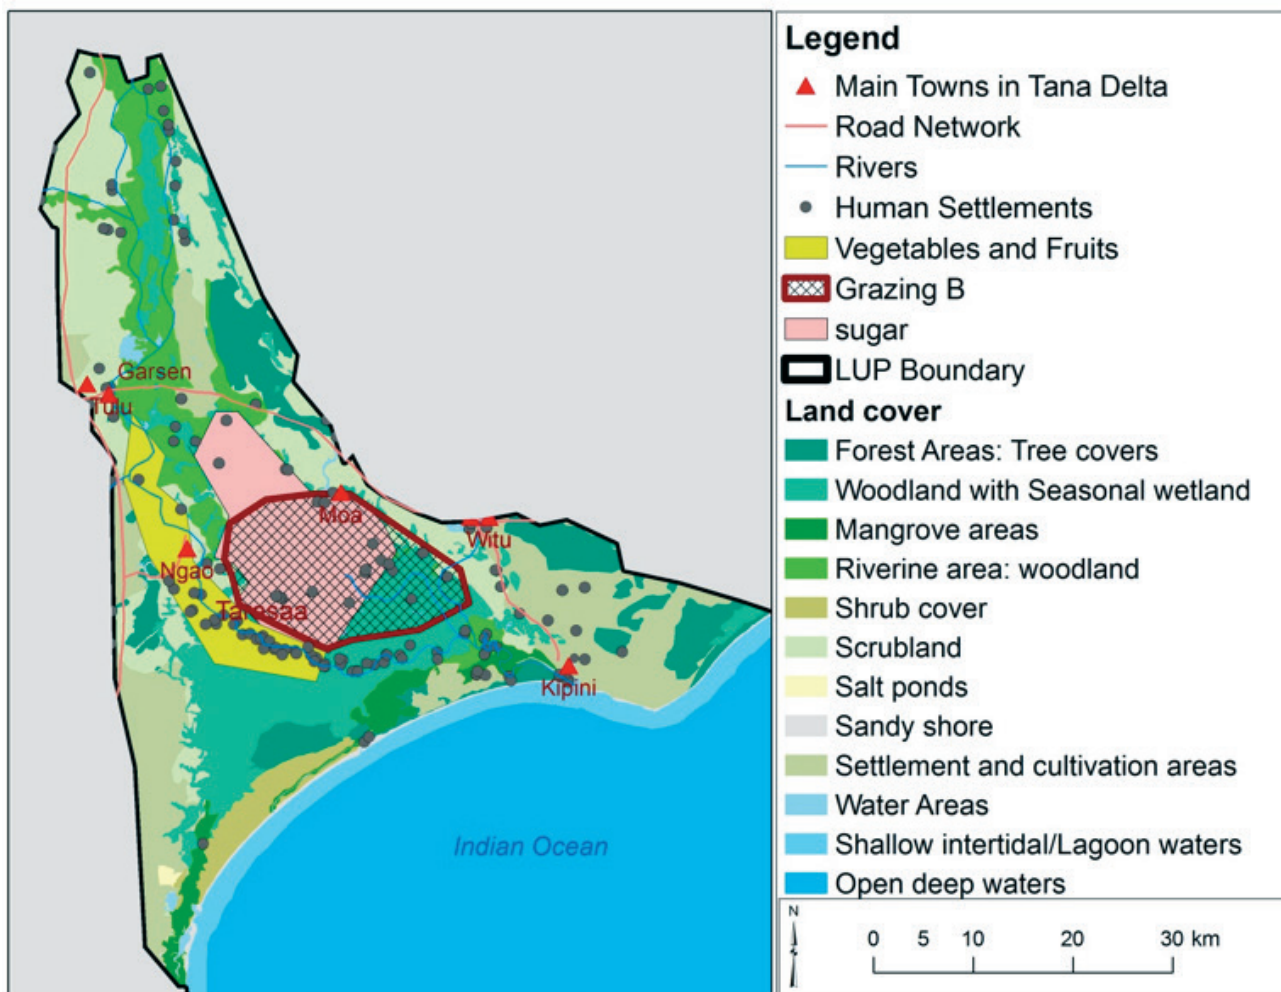 Garsen
Tulu
Moa
Witu
Ngao
Tarasaa
Kipini
Indian Ocean
Legend
Main Towns in Tana Delta
Road Network
Rivers
Human Settlements
Vegetables and Fruits
Grazing B
sugar
LUP Boundary
Land cover
Forest Areas: Tree covers
Woodland with Seasonal wetland
Mangrove areas
Riverine area: woodland
Shrub cover
Scrubland
Salt ponds
Sandy shore
Settlement and cultivation areas
Water Areas
Shallow intertidal/Lagoon waters
Open deep waters
N
0 5 10 20 30 km